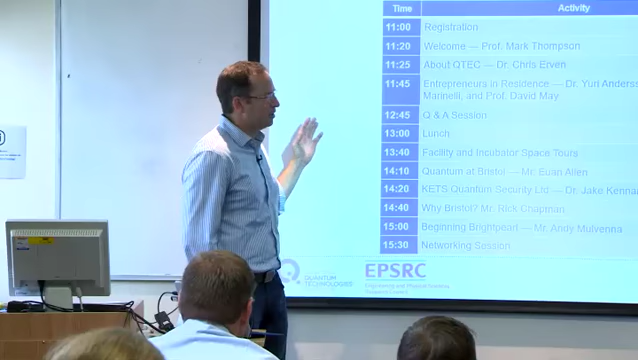 Time Activity
11:00 Registration
11:20 Welcome — Prof. Mark Thompson
11:25 About QTEC – Dr. Chris Erven
11:45 Entrepreneurs in Residence — Dr. Yuri Anderss
Marinelli, and Prof. David May
12:45 Q & A Session
13:00 Lunch
13:40 Facility and Incubator Space Tours
14:10 Quantum at Bristol – Mr. Euan Allen
14:20 KETS Quantum Security Ltd – Dr. Jake Kenna
14:40 Why Bristol? Mr. Rick Chapman
15:00 Beginning Brightpearl — Mr. Andy Mulvenna
15:30 Networking Session
QUANTUM
TECHNOLOGIES
EPSRC
Engineering and Physical Sciences
Research Council